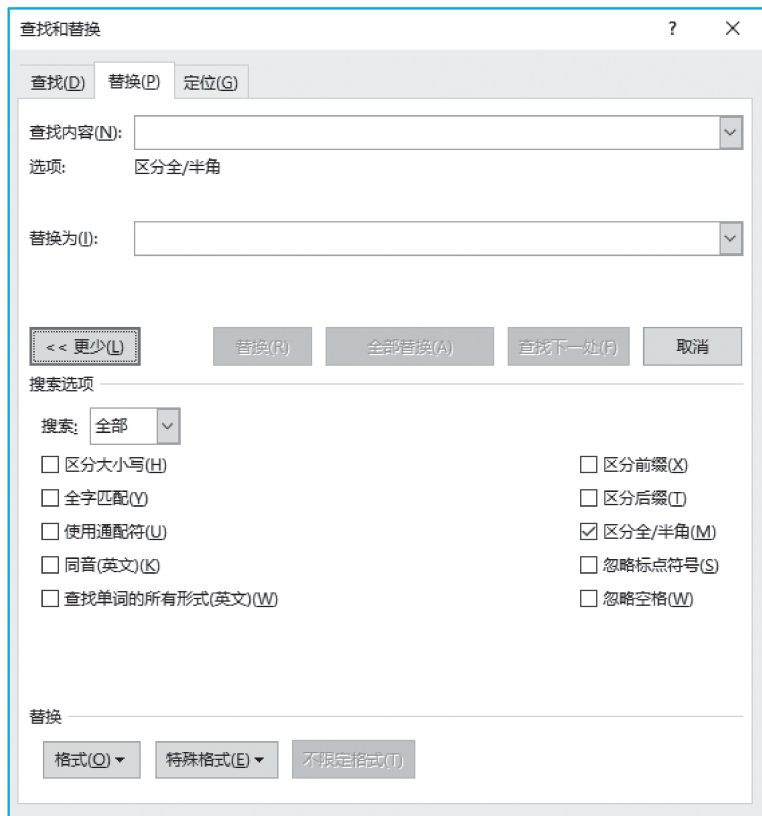 查找和替换 ?
查找(D) 替换(P) 定位(G)
查找内容(N):
选项: 区分全/半角
替换为(I):
<< 更少(L) 替换(R) 全部替换(A) 查找下一处(F) 取消
搜索选项
搜索: 全部
区分大小写(H) 区分前缀(X)
全字匹配(Y) 区分后缀(T)
使用通配符(U) 区分全/半角(M)
同音(英文)(K) 忽略标点符号(S)
查找单词的所有形式(英文)(W) 忽略空格(W)
替换
格式(O) 特殊格式(E) 不限定格式(T)